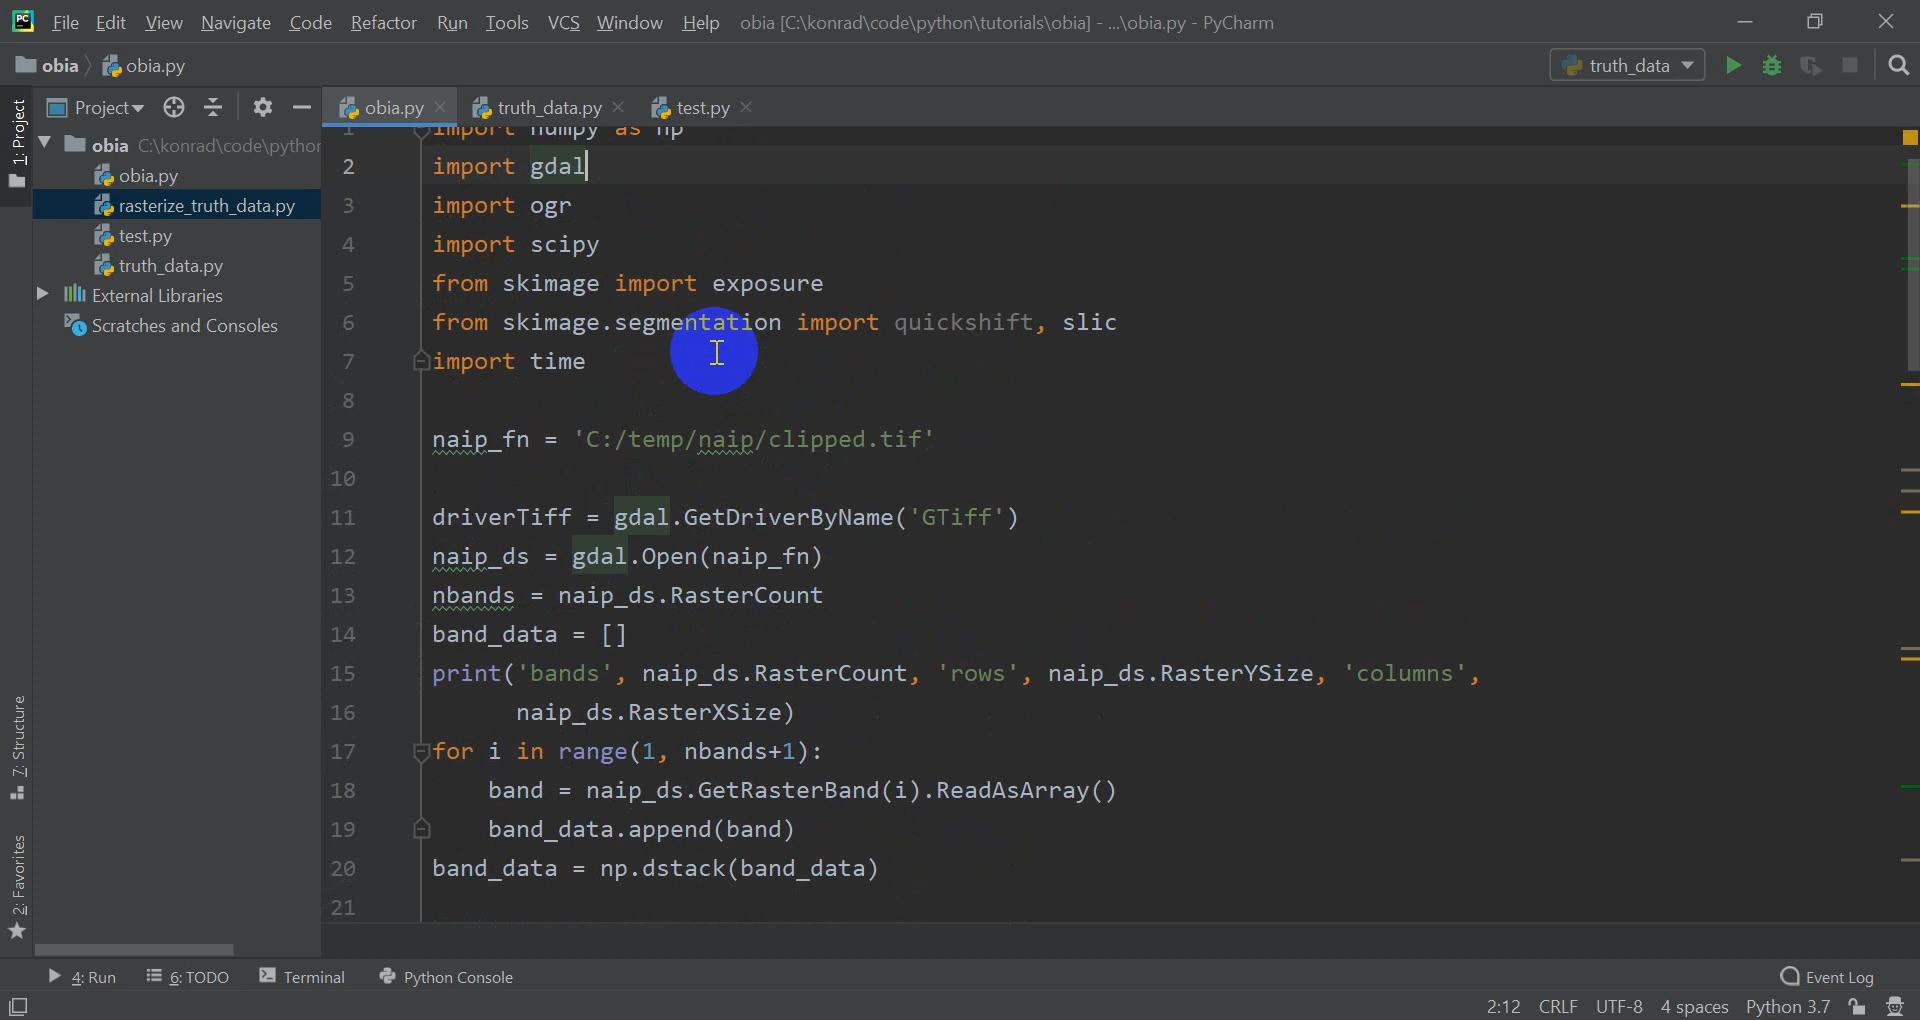 File Edit View Navigate Code Refactor Run Tools VCS Window Help obia [C:\konrad\code\python\tutorials\obia] - ...\obia.py - PyCharm
obia obia.py truth_data
1: Project
Project
obia.py truth_data.py test.py
obia C:\konrad\code\python
obia.py
rasterize_truth_data.py
test.py
truth_data.py
External Libraries
Scratches and Consoles
7: Structure
2: Favorites
1 import numpy as np
2 import gdal
3 import ogr
4 import scipy
5 from skimage import exposure
6 from skimage.segmentation import quickshift, slic
7 import time
8
9 naip_fn = 'C:/temp/naip/clipped.tif'
10
11 driverTiff = gdal.GetDriverByName('GTiff')
12 naip_ds = gdal.Open(naip_fn)
13 nbands = naip_ds.RasterCount
14 band_data = []
15 print('bands', naip_ds.RasterCount, 'rows', naip_ds.RasterYSize, 'columns',
16 naip_ds.RasterXSize)
17 for i in range(1, nbands+1):
18 band = naip_ds.GetRasterBand(i).ReadAsArray()
19 band_data.append(band)
20 band_data = np.dstack(band_data)
21
4: Run 6: TODO Terminal Python Console Event Log
2:12 CRLF UTF-8 4 spaces Python 3.7